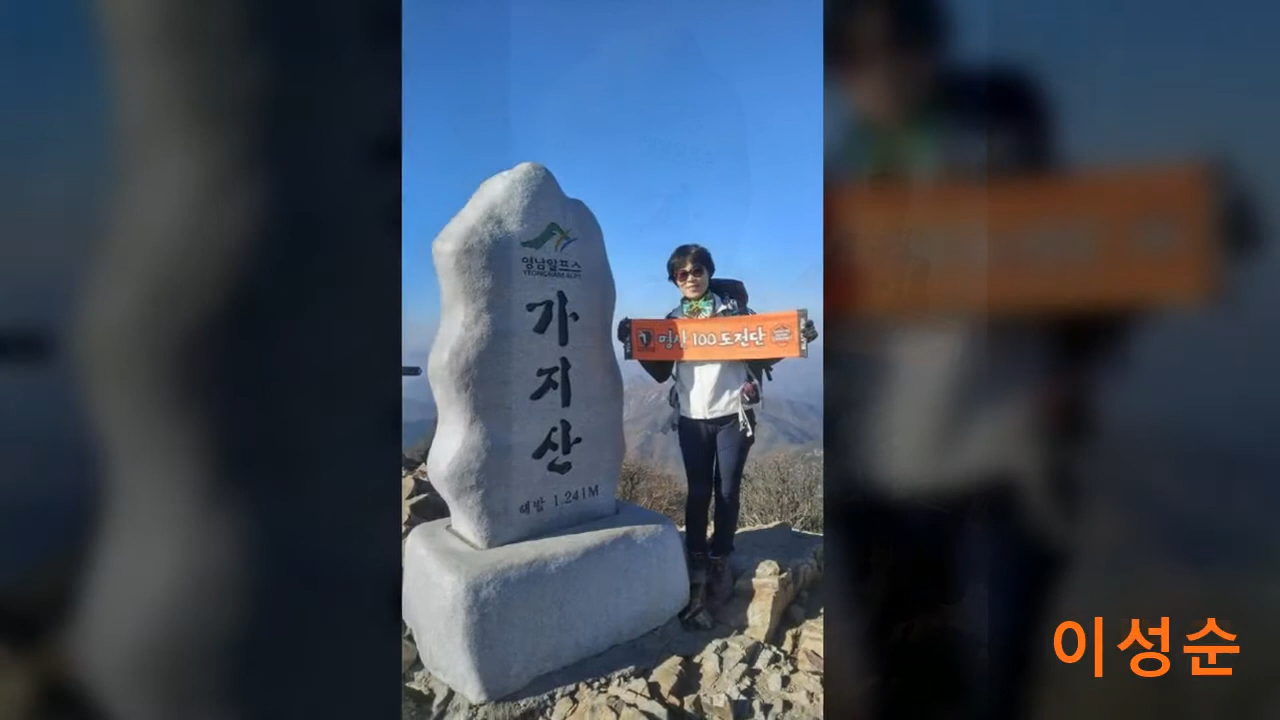 영남알프스
YEONGNAM ALPS
가
지
산
해발 1,241M
명산 100 도전단
이성순